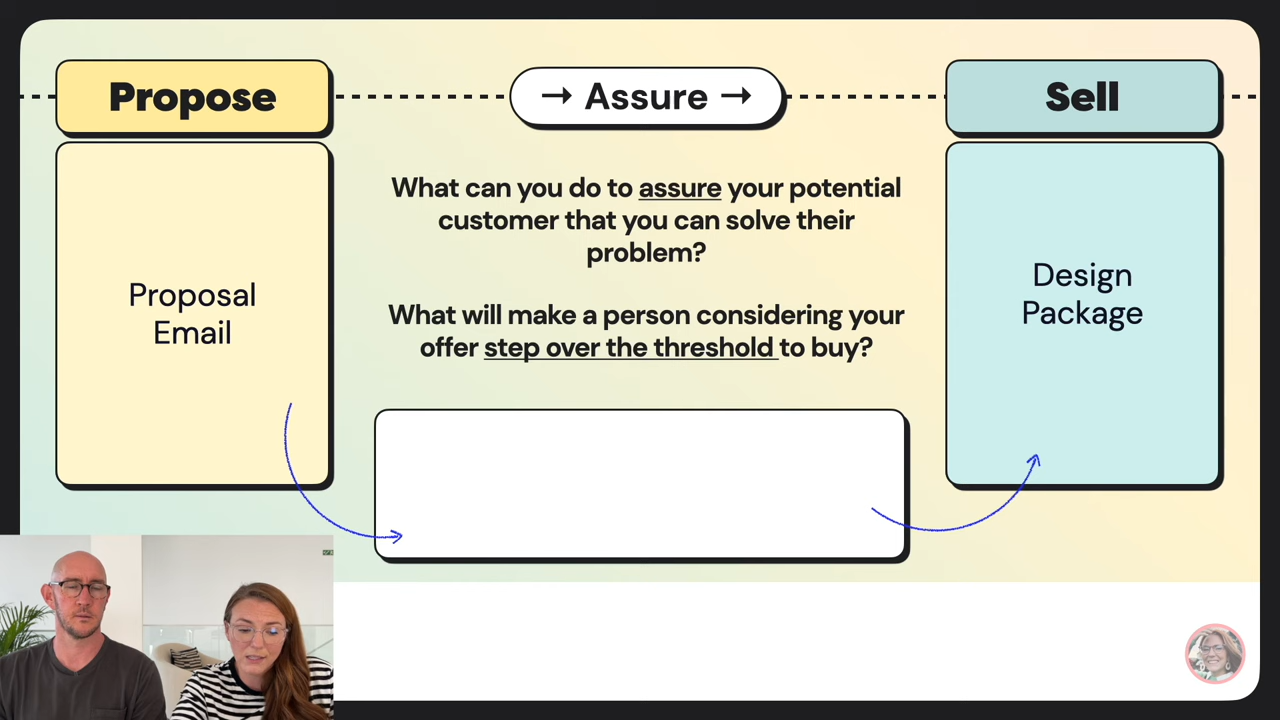 Propose
→ Assure →
Sell
What can you do to assure your potential
customer that you can solve their
problem?
What will make a person considering your
offer step over the threshold to buy?
Proposal
Email
Design
Package